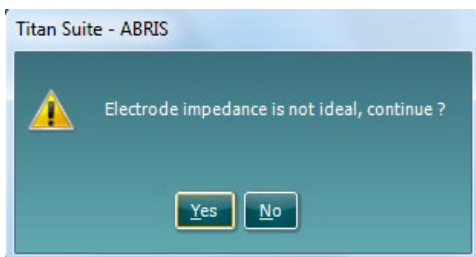 Titan Suite - ABRIS
Electrode impedance is not ideal, continue ?
Yes No